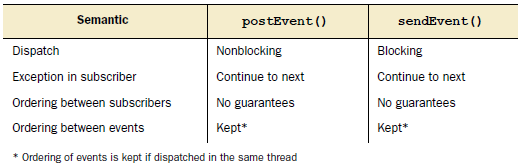 Semantic postEvent() sendEvent()
Dispatch Nonblocking Blocking
Exception in subscriber Continue to next Continue to next
Ordering between subscribers No guarantees No guarantees
Ordering between events Kept* Kept*
* Ordering of events is kept if dispatched in the same thread